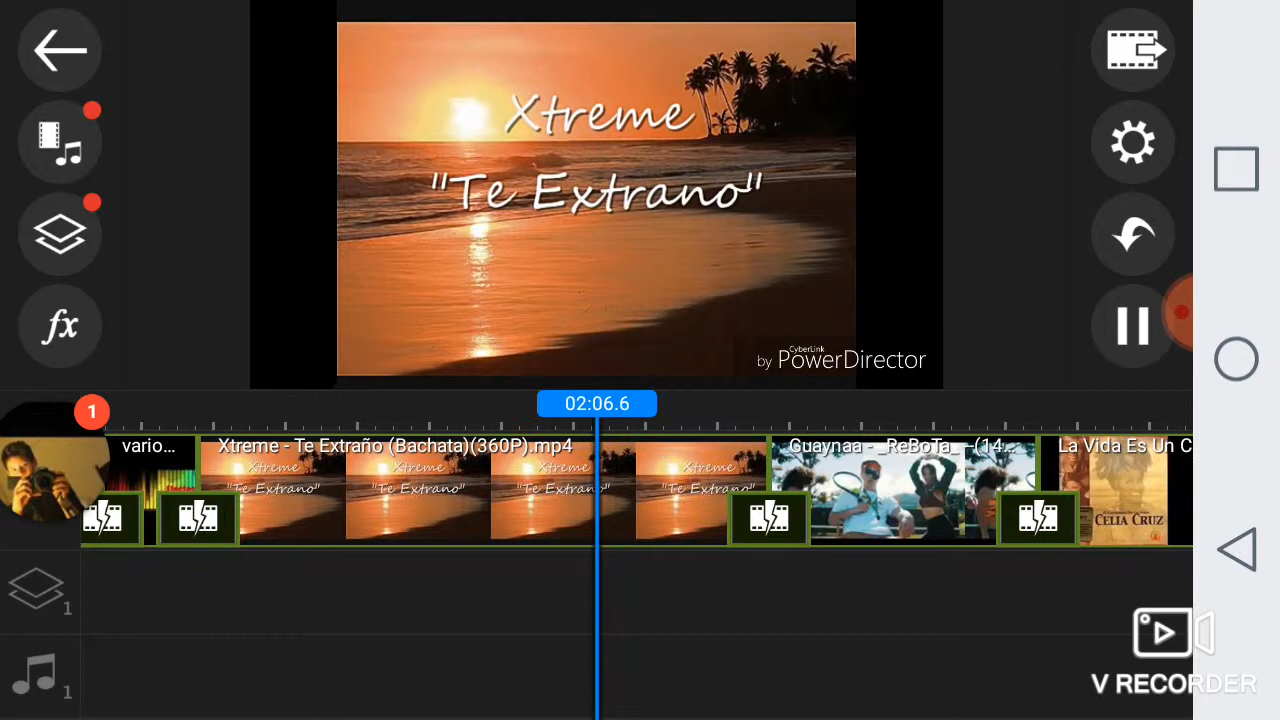 Xtreme
"Te Extrano"
CyberLink
by PowerDirector
fx
02:06.6
1
vario...
Xtreme - Te Extraño (Bachata)(360P).mp4
Guaynaa - _ReBoTa_ -(14...
La Vida Es Un C
Xtreme
Xtreme
Xtreme
Xtreme
"Te Extrano"
"Te Extrano"
"Te Extrano"
"Te Extrano"
CELIA CRUZ
1
1
V RECORDER